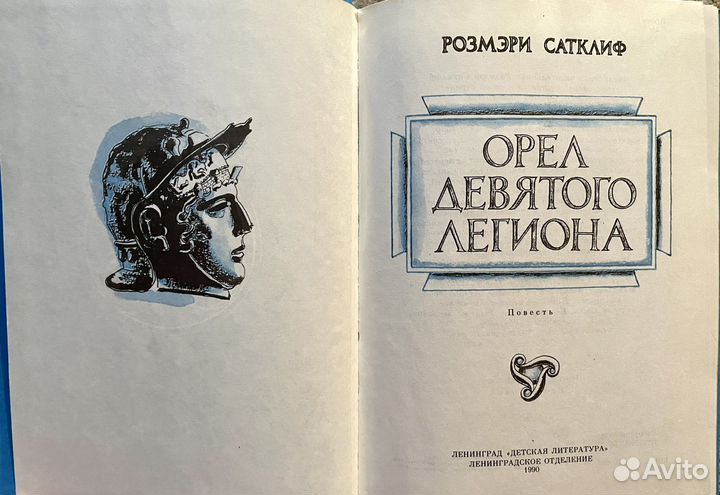 РОЗМЭРИ САТКЛИФ
ОРЕЛ
ДЕВЯТОГО
ЛЕГИОНА
Повесть
ЛЕНИНГРАД «ДЕТСКАЯ ЛИТЕРАТУРА»
ЛЕНИНГРАДСКОЕ ОТДЕЛЕНИЕ
1990
Avito